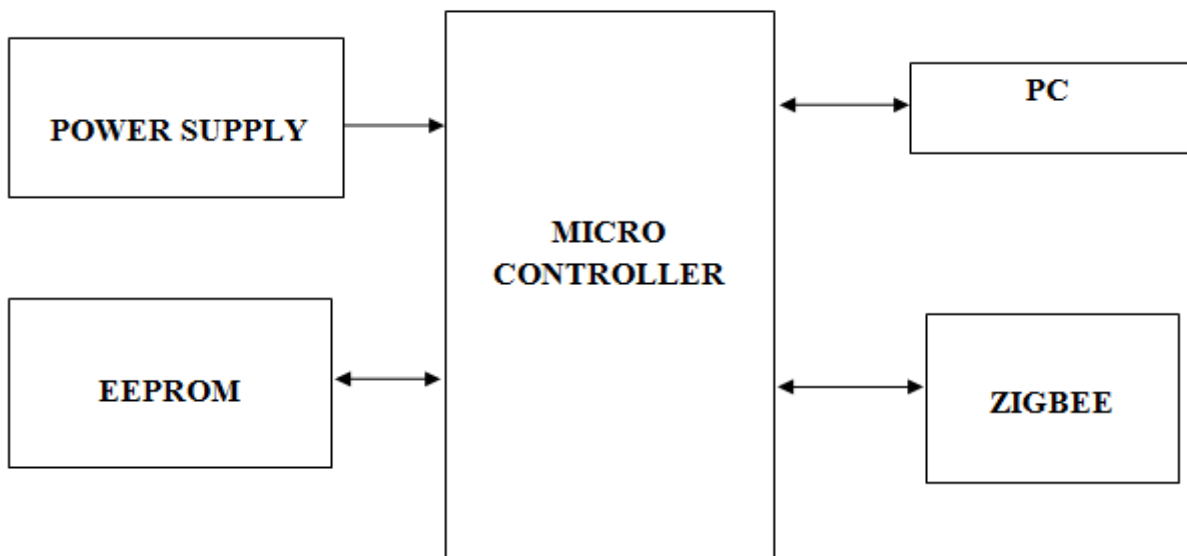 POWER SUPPLY
EEPROM
MICRO
CONTROLLER
PC
ZIGBEE